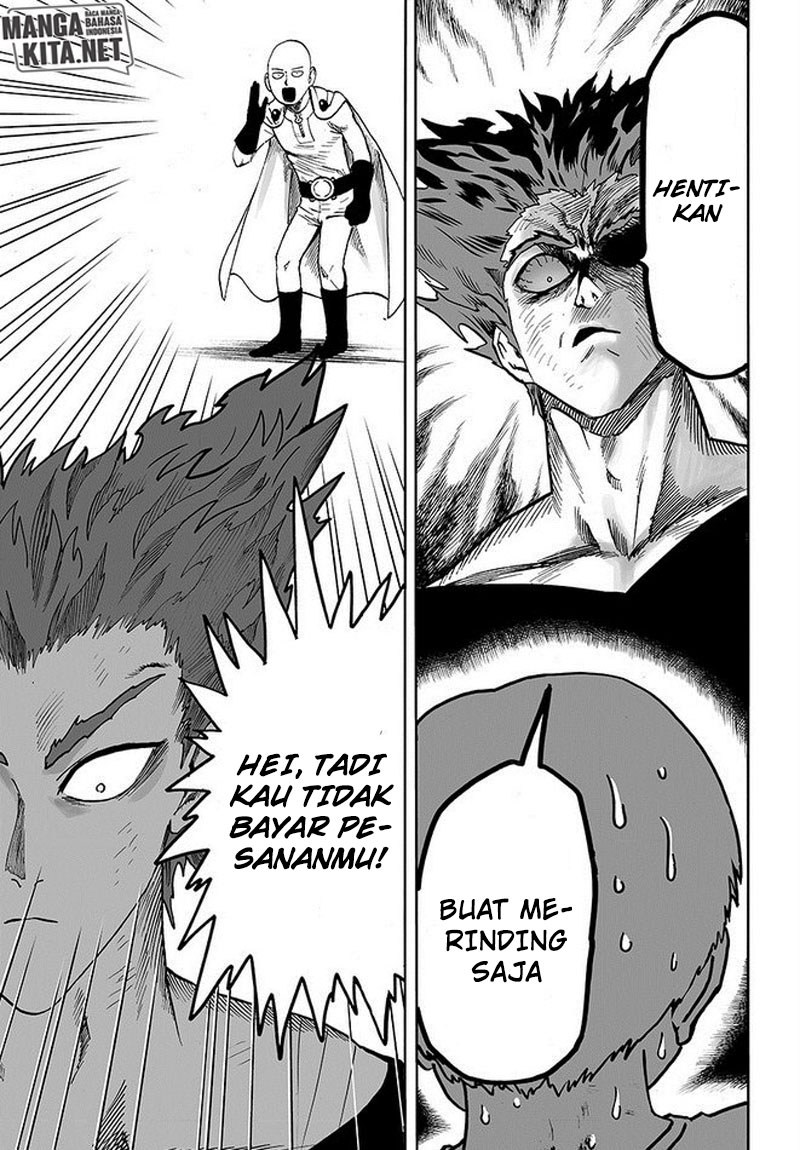 MANGA
KITA.NET
BACA MANGA
BAHASA
INDONESIA
HENTI-
KAN
BUAT ME-
RINDING
SAJA
HEI, TADI
KAU TIDAK
BAYAR PE-
SANANMU!